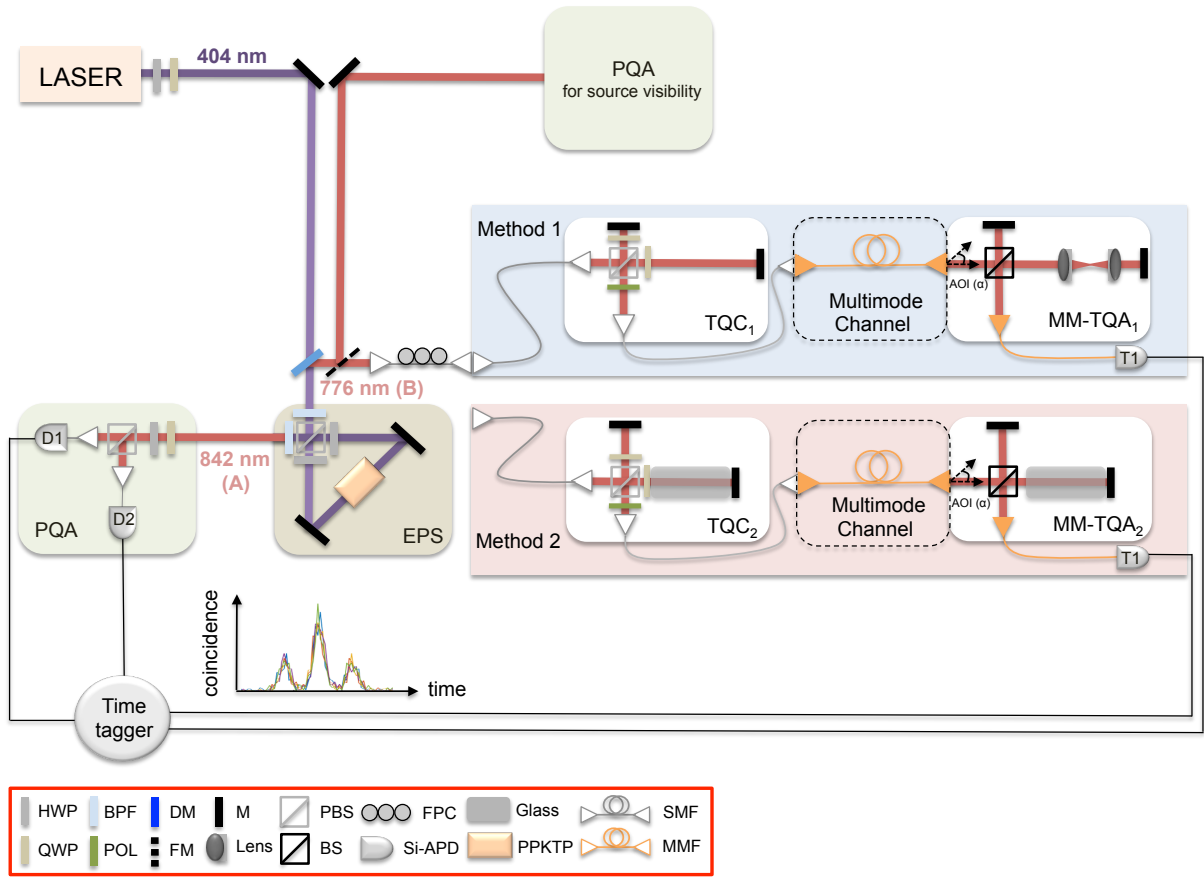 LASER
404 nm
PQA
for source visibility
Method 1
TQC1
Multimode
Channel
AOI (α)
MM-TQA1
T1
776 nm (B)
D1
842 nm
(A)
D2
PQA
EPS
Method 2
TQC2
Multimode
Channel
AOI (α)
MM-TQA2
T1
coincidence
time
Time
tagger
HWP BPF DM M PBS FPC Glass SMF
QWP POL FM Lens BS Si-APD PPKTP MMF